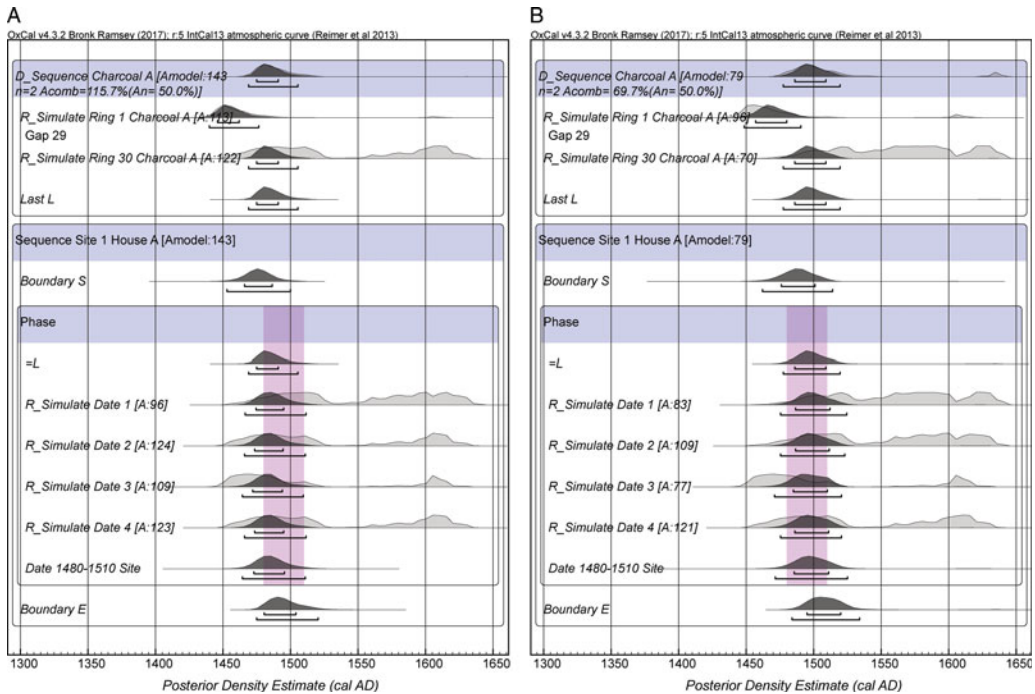 A
OxCal v4.3.2 Bronk Ramsey (2017); r:5 IntCal13 atmospheric curve (Reimer et al 2013)
D_Sequence Charcoal A [Amodel:143
n=2 Acomb=115.7%(An= 50.0%)]
R_Simulate Ring 1 Charcoal A [A:113]
Gap 29
R_Simulate Ring 30 Charcoal A [A:122]
Last L
Sequence Site 1 House A [Amodel:143]
Boundary S
Phase
=L
R_Simulate Date 1 [A:96]
R_Simulate Date 2 [A:124]
R_Simulate Date 3 [A:109]
R_Simulate Date 4 [A:123]
Date 1480-1510 Site
Boundary E
1300 1350 1400 1450 1500 1550 1600 1650
Posterior Density Estimate (cal AD)
B
OxCal v4.3.2 Bronk Ramsey (2017); r:5 IntCal13 atmospheric curve (Reimer et al 2013)
D_Sequence Charcoal A [Amodel:79
n=2 Acomb= 69.7%(An= 50.0%)]
R_Simulate Ring 1 Charcoal A [A:96]
Gap 29
R_Simulate Ring 30 Charcoal A [A:70]
Last L
Sequence Site 1 House A [Amodel:79]
Boundary S
Phase
=L
R_Simulate Date 1 [A:83]
R_Simulate Date 2 [A:109]
R_Simulate Date 3 [A:77]
R_Simulate Date 4 [A:121]
Date 1480-1510 Site
Boundary E
1300 1350 1400 1450 1500 1550 1600 1650
Posterior Density Estimate (cal AD)